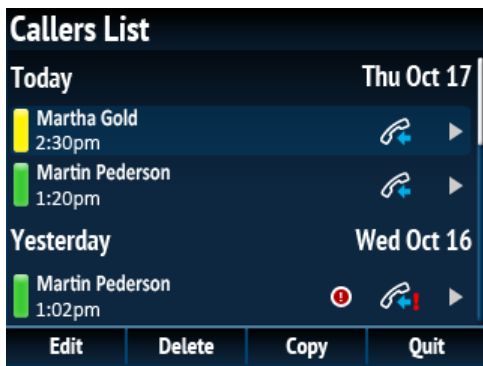 Callers List
Today Thu Oct 17
Martha Gold
2:30pm
Martin Pederson
1:20pm
Yesterday Wed Oct 16
Martin Pederson
1:02pm
Edit Delete Copy Quit